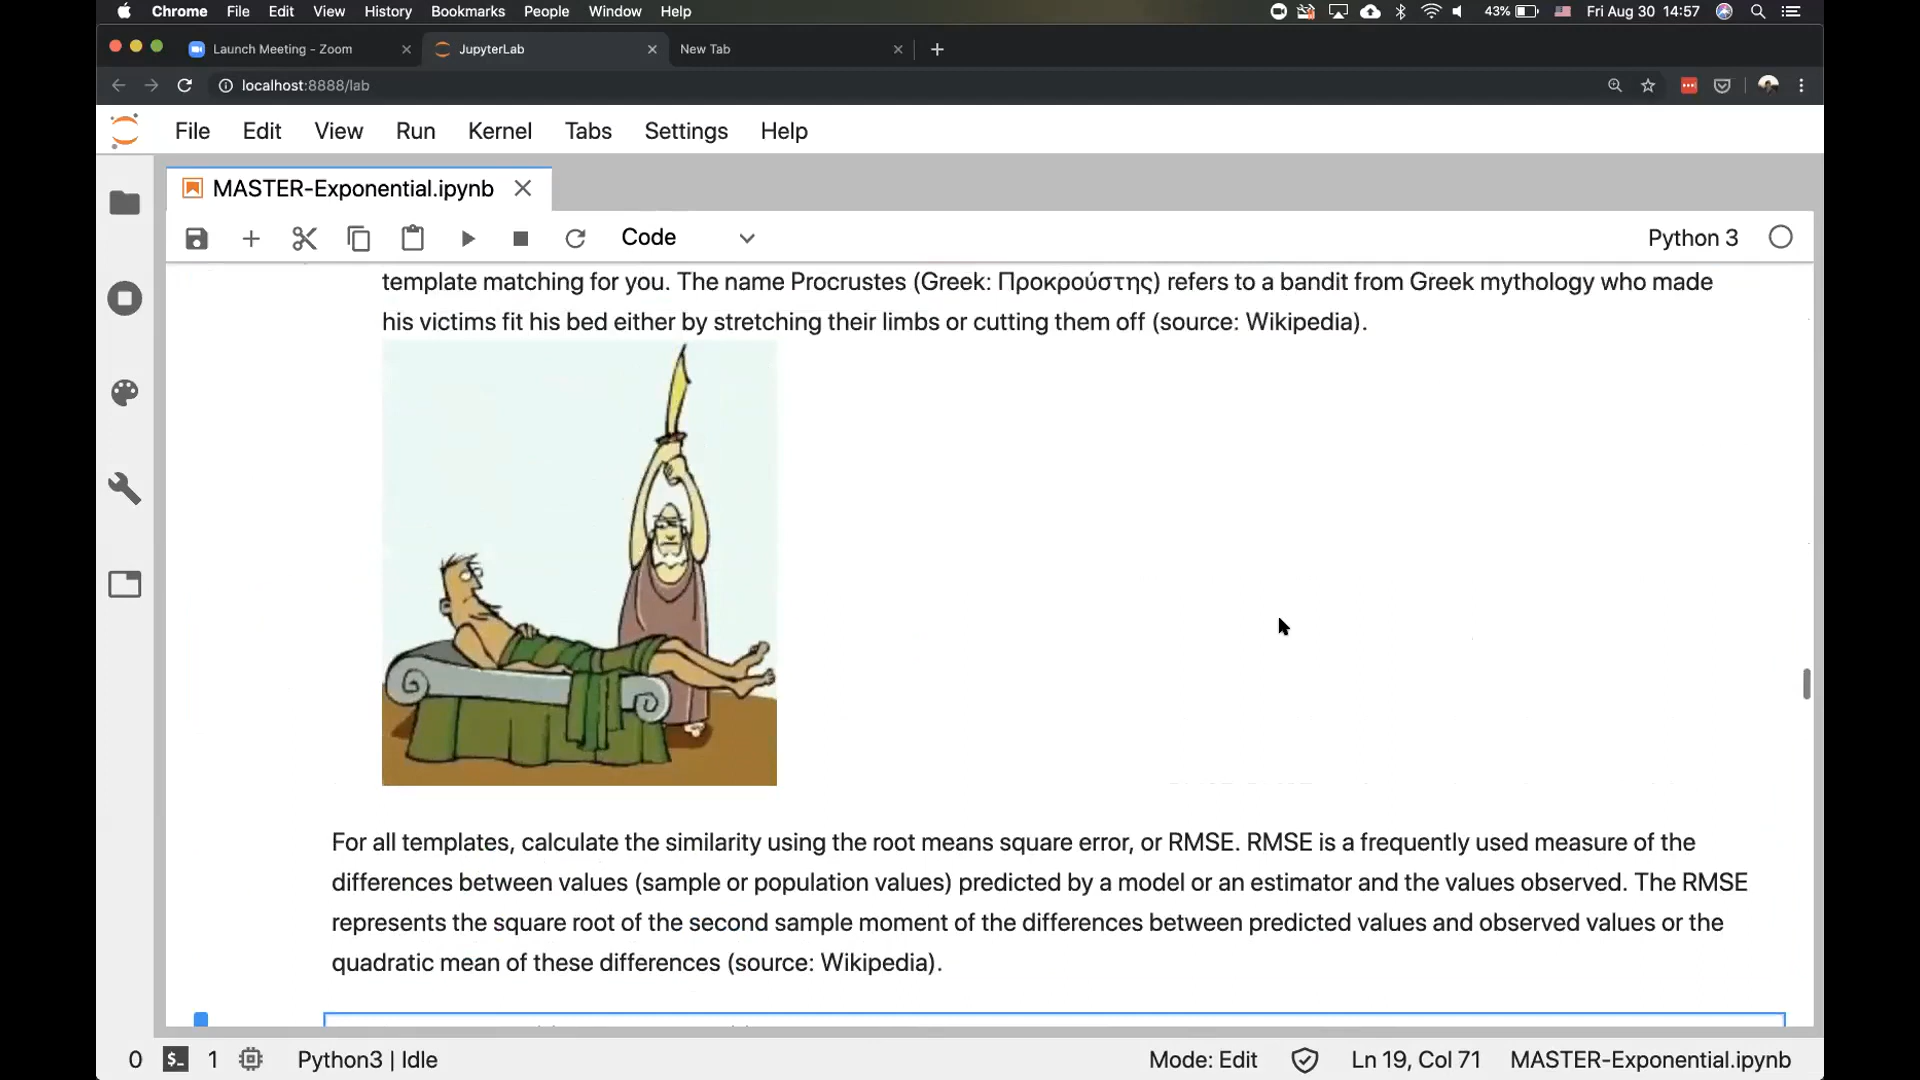 Chrome File Edit View History Bookmarks People Window Help 43% Fri Aug 30 14:57
Launch Meeting - Zoom JupyterLab New Tab
localhost:8888/lab
File Edit View Run Kernel Tabs Settings Help
MASTER-Exponential.ipynb
Code Python 3
template matching for you. The name Procrustes (Greek: Προκρούστης) refers to a bandit from Greek mythology who made
his victims fit his bed either by stretching their limbs or cutting them off (source: Wikipedia).
For all templates, calculate the similarity using the root means square error, or RMSE. RMSE is a frequently used measure of the
differences between values (sample or population values) predicted by a model or an estimator and the values observed. The RMSE
represents the square root of the second sample moment of the differences between predicted values and observed values or the
quadratic mean of these differences (source: Wikipedia).
0 $_ 1 Python3 | Idle Mode: Edit Ln 19, Col 71 MASTER-Exponential.ipynb